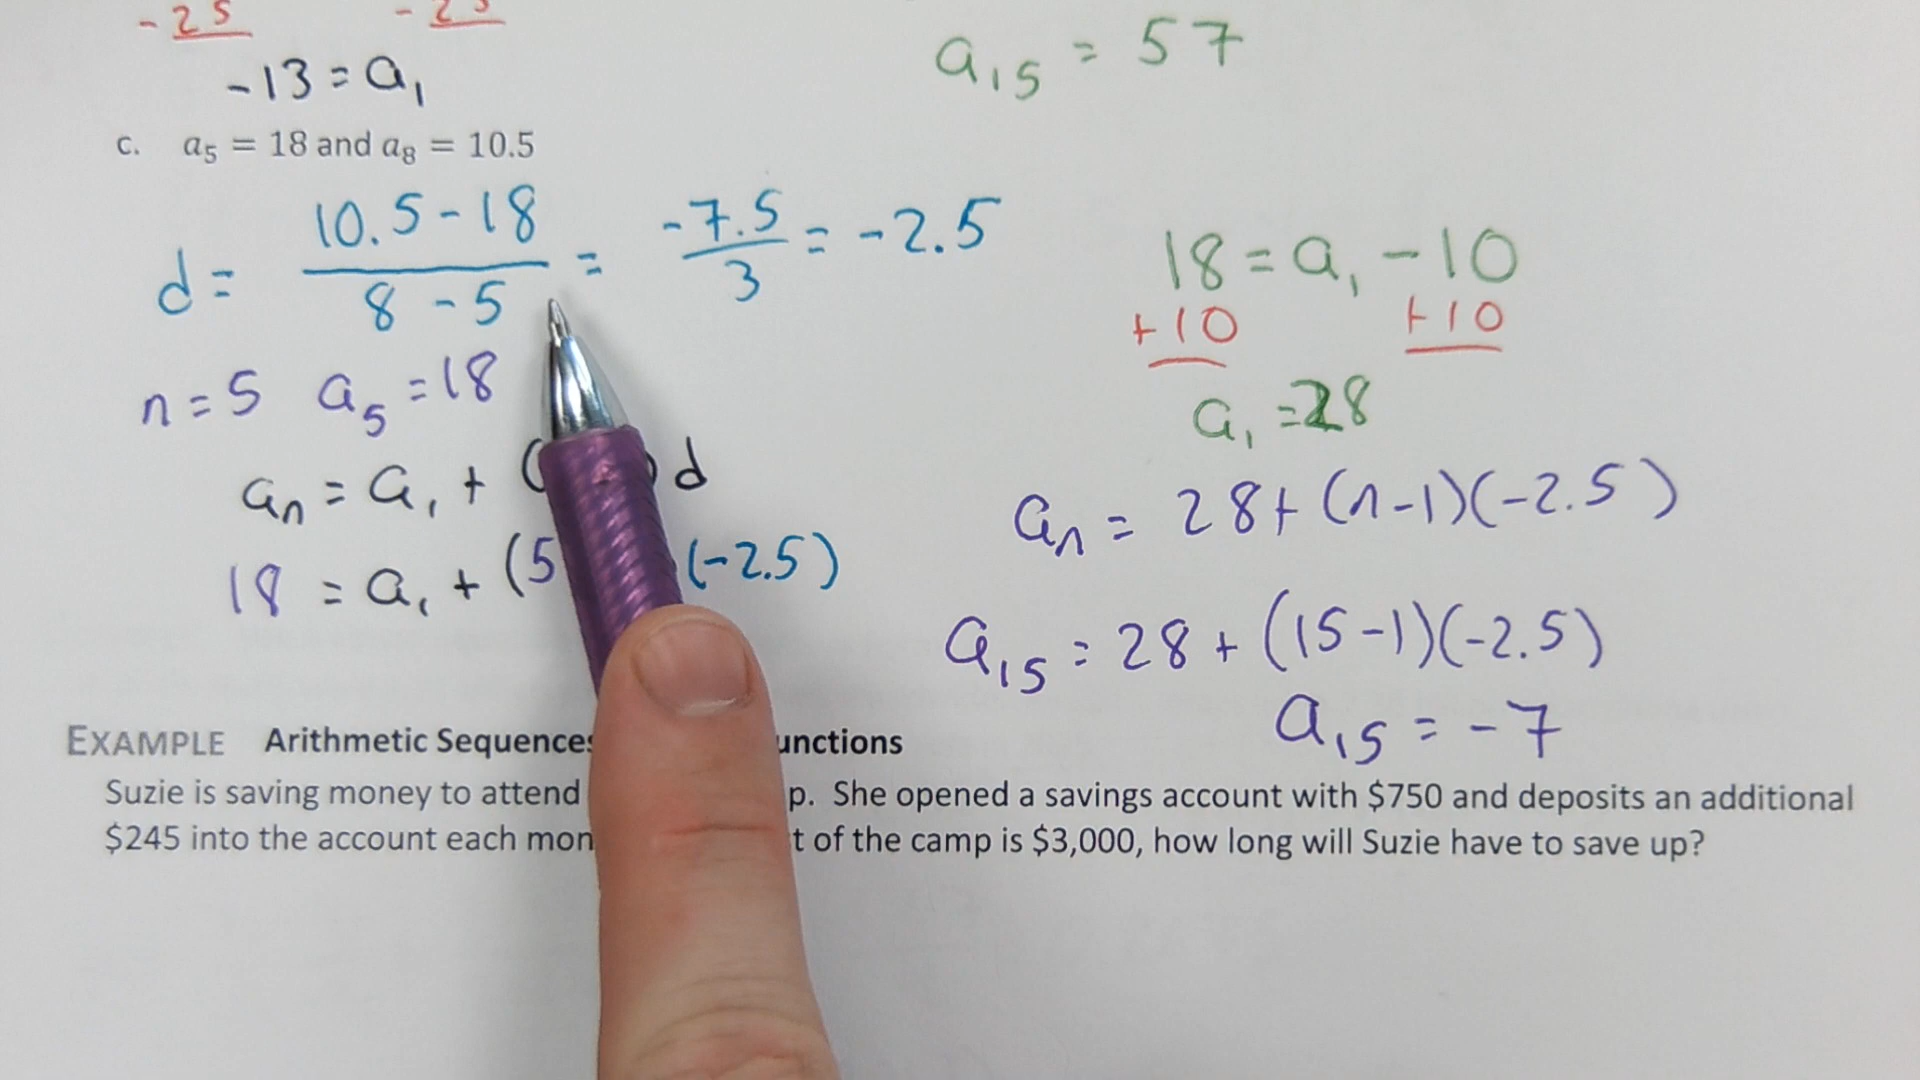 -25 -25
-13 = a₁
a₁₅ = 57
c. a₅ = 18 and a₈ = 10.5
d = \frac{10.5 - 18}{8 - 5} = \frac{-7.5}{3} = -2.5
n = 5 a₅ = 18
aₙ = a₁ + ( ) d
18 = a₁ + (5 (-2.5)
18 = a₁ - 10
+10 +10
a₁ = 28
aₙ = 28 + (n-1)(-2.5)
a₁₅ = 28 + (15-1)(-2.5)
a₁₅ = -7
EXAMPLE Arithmetic Sequences unctions
Suzie is saving money to attend p. She opened a savings account with $750 and deposits an additional
$245 into the account each mon t of the camp is $3,000, how long will Suzie have to save up?